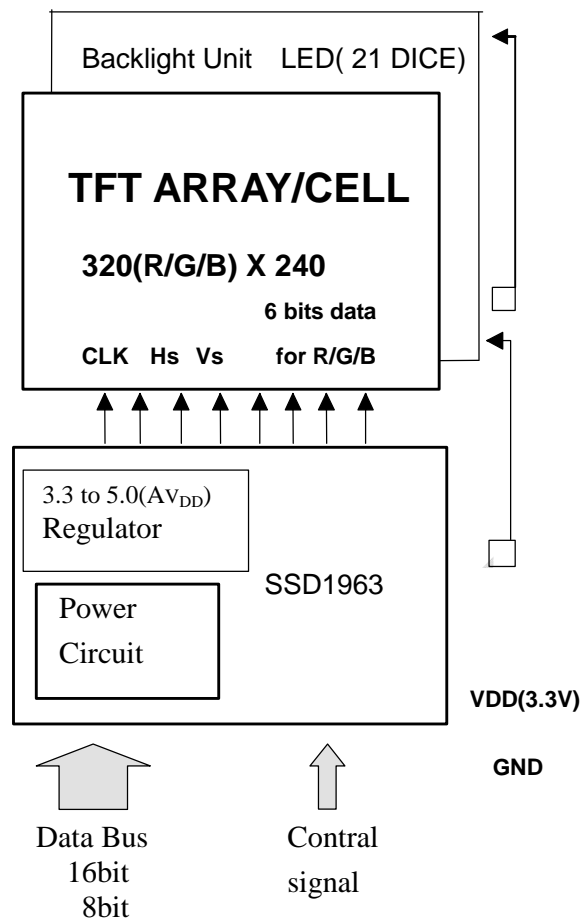 Backlight Unit LED( 21 DICE)
TFT ARRAY/CELL
320(R/G/B) X 240
6 bits data
CLK Hs Vs for R/G/B
3.3 to 5.0(AVDD)
Regulator
SSD1963
Power
Circuit
VDD(3.3V)
GND
Data Bus
16bit
8bit
Contral
signal